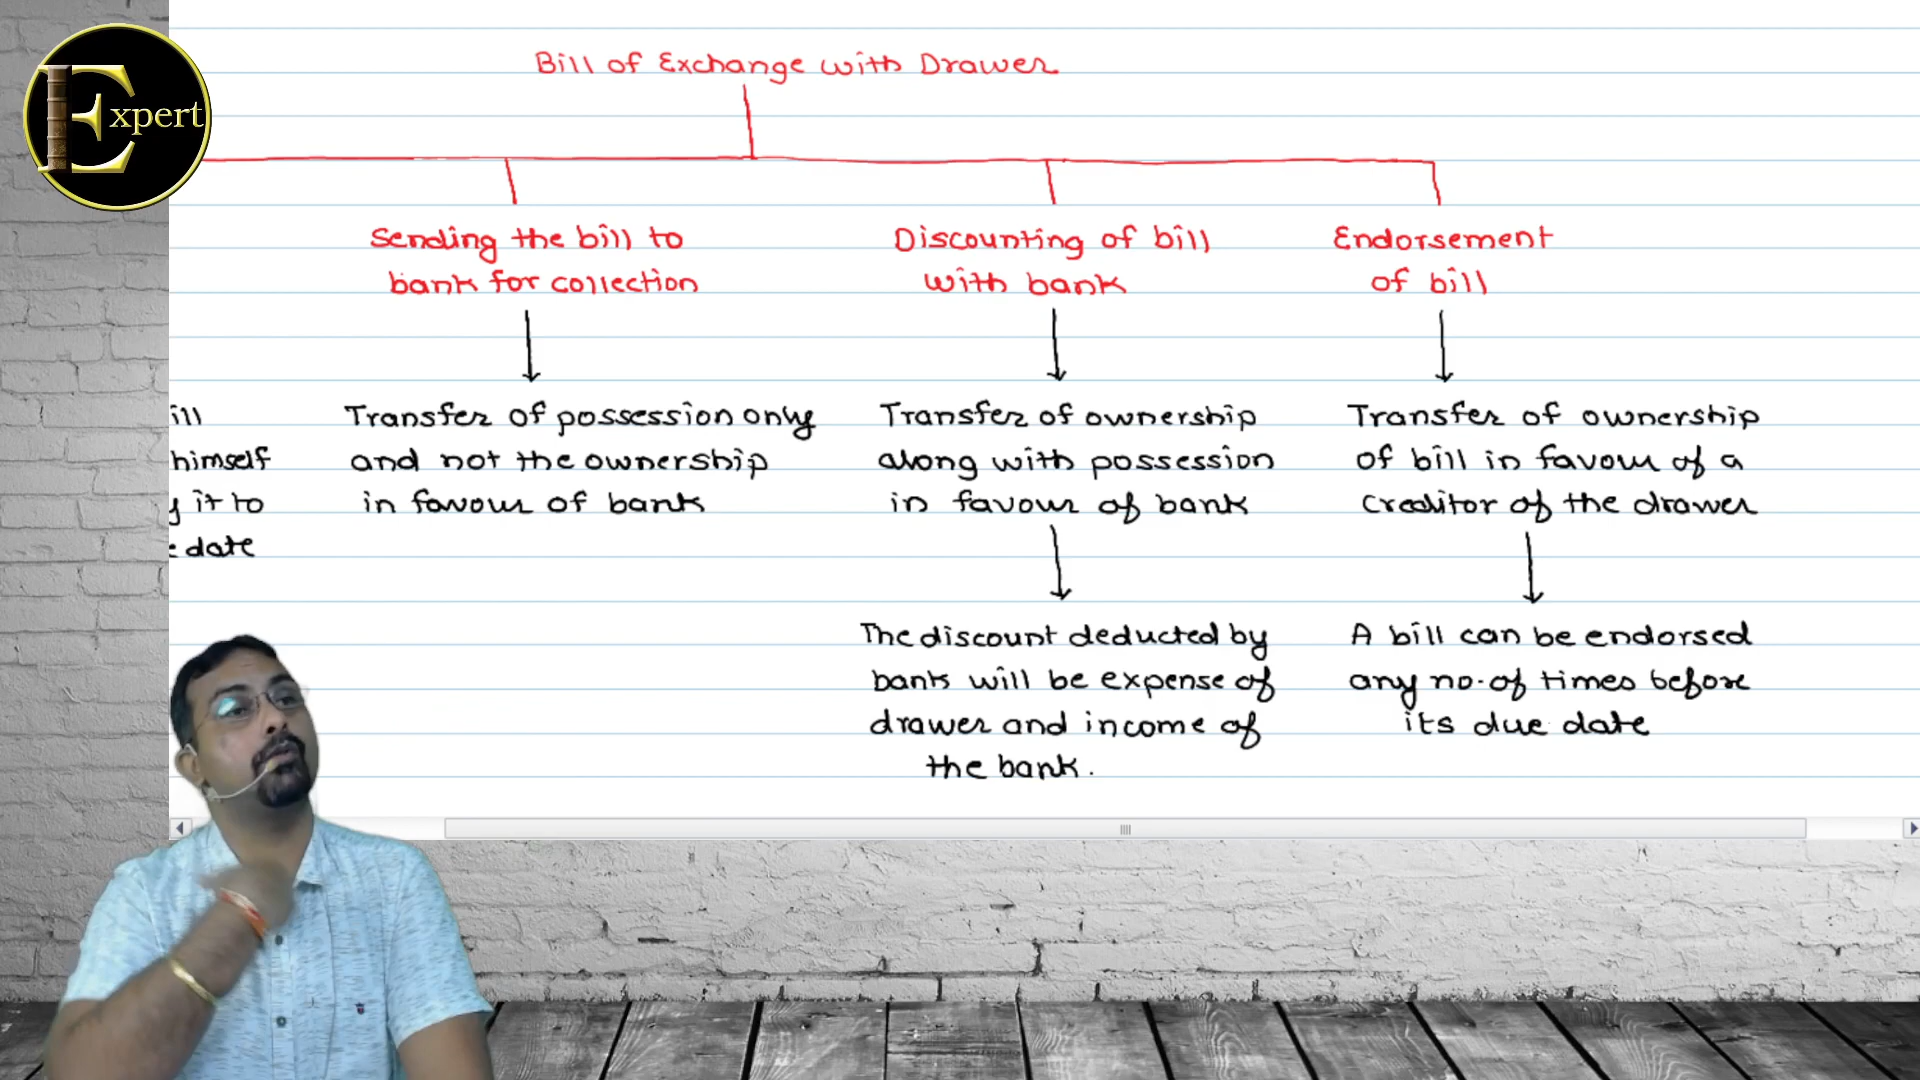 Expert
Bill of Exchange with Drawer
Sending the bill to
bank for collection
Discounting of bill
with bank
Endorsement
of bill
ill
himself
y it to
e date
Transfer of possession only
and not the ownership
in favour of bank
Transfer of ownership
along with possession
in favour of bank
The discount deducted by
bank will be expense of
drawer and income of
the bank.
Transfer of ownership
of bill in favour of a
creditor of the drawer
A bill can be endorsed
any no. of times before
its due date